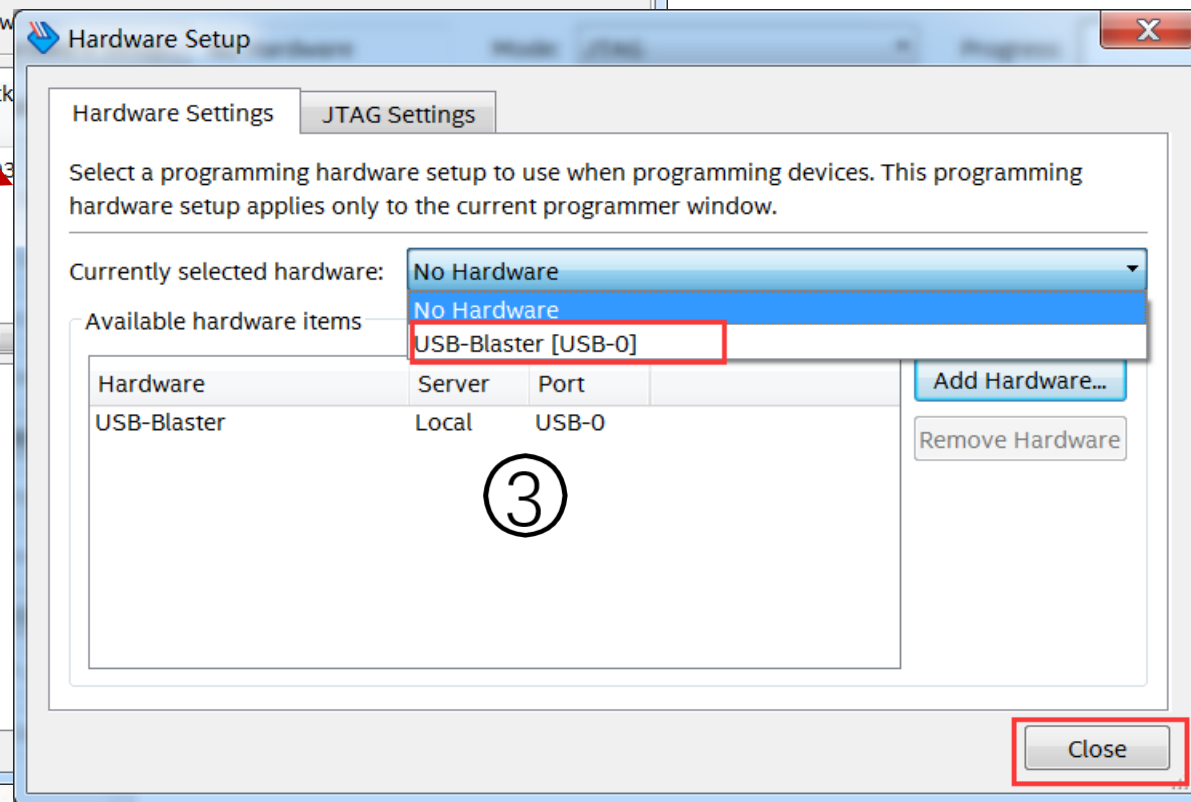 Hardware Setup
Hardware Settings
JTAG Settings
Select a programming hardware setup to use when programming devices. This programming
hardware setup applies only to the current programmer window.
Currently selected hardware:
No Hardware
No Hardware
USB-Blaster [USB-0]
Available hardware items
Hardware Server Port
USB-Blaster Local USB-0
Add Hardware...
Remove Hardware
③
Close